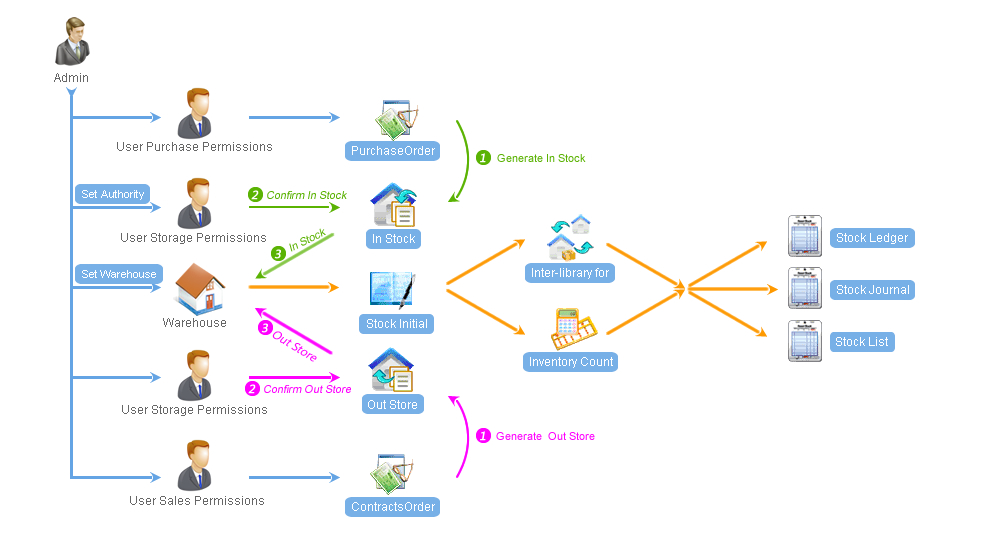 Admin
User Purchase Permissions
PurchaseOrder
1 Generate In Stock
Set Authority
2 Confirm In Stock
User Storage Permissions
In Stock
3 In Stock
Set Warehouse
Warehouse
Stock Initial
Inter-library for
Inventory Count
Stock Ledger
Stock Journal
Stock List
3 Out Store
2 Confirm Out Store
User Storage Permissions
Out Store
1 Generate Out Store
User Sales Permissions
ContractsOrder